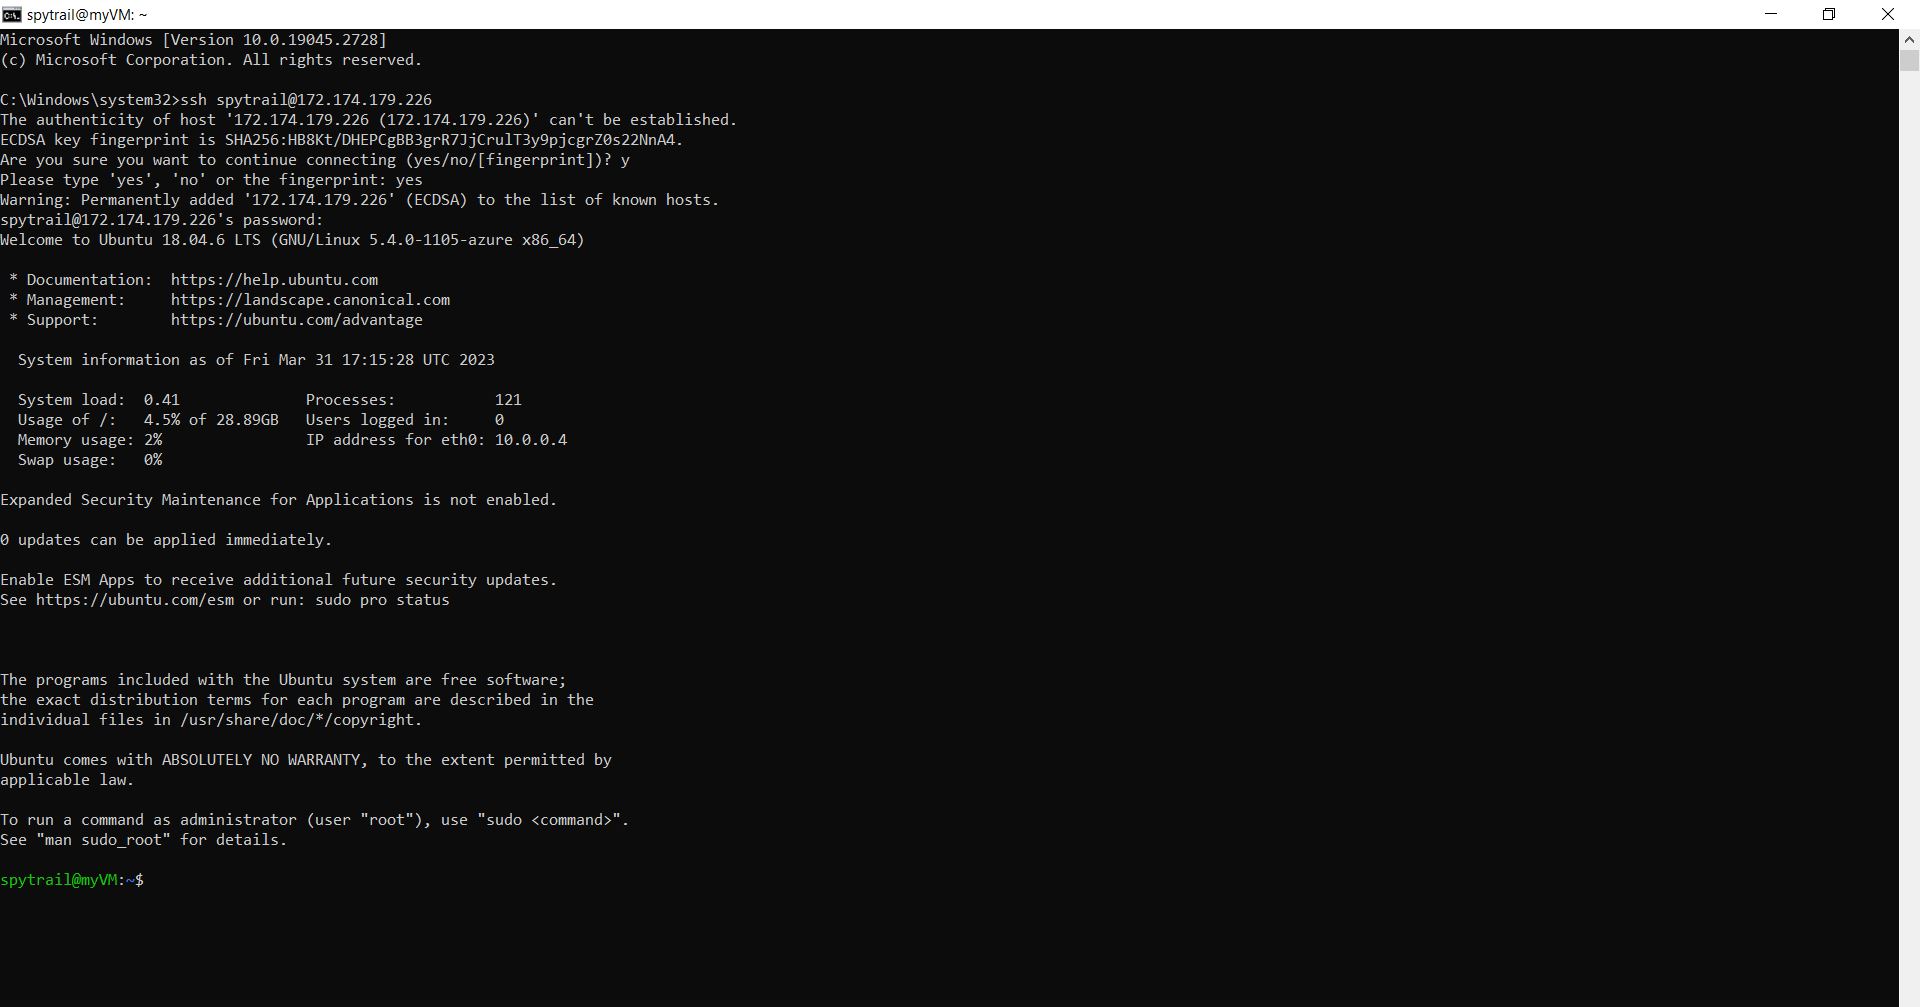 spytrail@myVM: ~
Microsoft Windows [Version 10.0.19045.2728]
(c) Microsoft Corporation. All rights reserved.
C:\Windows\system32>ssh spytrail@172.174.179.226
The authenticity of host '172.174.179.226 (172.174.179.226)' can't be established.
ECDSA key fingerprint is SHA256:HB8Kt/DHEPCgBB3grR7JjCrulT3y9pjcgrZ0s22NnA4.
Are you sure you want to continue connecting (yes/no/[fingerprint])? y
Please type 'yes', 'no' or the fingerprint: yes
Warning: Permanently added '172.174.179.226' (ECDSA) to the list of known hosts.
spytrail@172.174.179.226's password:
Welcome to Ubuntu 18.04.6 LTS (GNU/Linux 5.4.0-1105-azure x86_64)
* Documentation:  https://help.ubuntu.com
* Management:     https://landscape.canonical.com
* Support:        https://ubuntu.com/advantage
System information as of Fri Mar 31 17:15:28 UTC 2023
System load:  0.41              Processes:           121
Usage of /:   4.5% of 28.89GB   Users logged in:     0
Memory usage: 2%                IP address for eth0: 10.0.0.4
Swap usage:   0%
Expanded Security Maintenance for Applications is not enabled.
0 updates can be applied immediately.
Enable ESM Apps to receive additional future security updates.
See https://ubuntu.com/esm or run: sudo pro status
The programs included with the Ubuntu system are free software;
the exact distribution terms for each program are described in the
individual files in /usr/share/doc/*/copyright.
Ubuntu comes with ABSOLUTELY NO WARRANTY, to the extent permitted by
applicable law.
To run a command as administrator (user "root"), use "sudo <command>".
See "man sudo_root" for details.
spytrail@myVM:~$